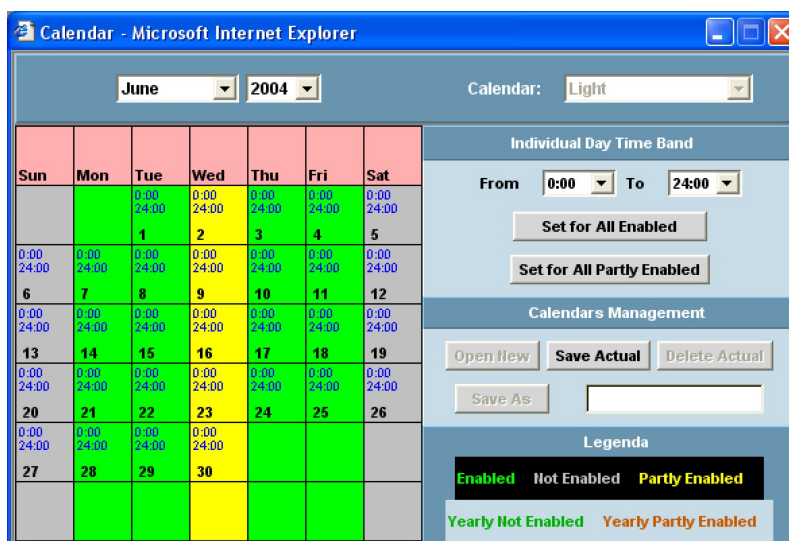 Calendar - Microsoft Internet Explorer
June 2004 Calendar: Light
Sun Mon Tue Wed Thu Fri Sat
0:00 0:00 0:00 0:00 0:00
24:00 24:00 24:00 24:00 24:00
1 2 3 4 5
0:00 0:00 0:00 0:00 0:00 0:00 0:00
24:00 24:00 24:00 24:00 24:00 24:00 24:00
6 7 8 9 10 11 12
0:00 0:00 0:00 0:00 0:00 0:00 0:00
24:00 24:00 24:00 24:00 24:00 24:00 24:00
13 14 15 16 17 18 19
0:00 0:00 0:00 0:00 0:00 0:00 0:00
24:00 24:00 24:00 24:00 24:00 24:00 24:00
20 21 22 23 24 25 26
0:00 0:00 0:00 0:00
24:00 24:00 24:00 24:00
27 28 29 30
Individual Day Time Band
From 0:00 To 24:00
Set for All Enabled
Set for All Partly Enabled
Calendars Management
Open New Save Actual Delete Actual
Save As
Legenda
Enabled Not Enabled Partly Enabled
Yearly Not Enabled Yearly Partly Enabled